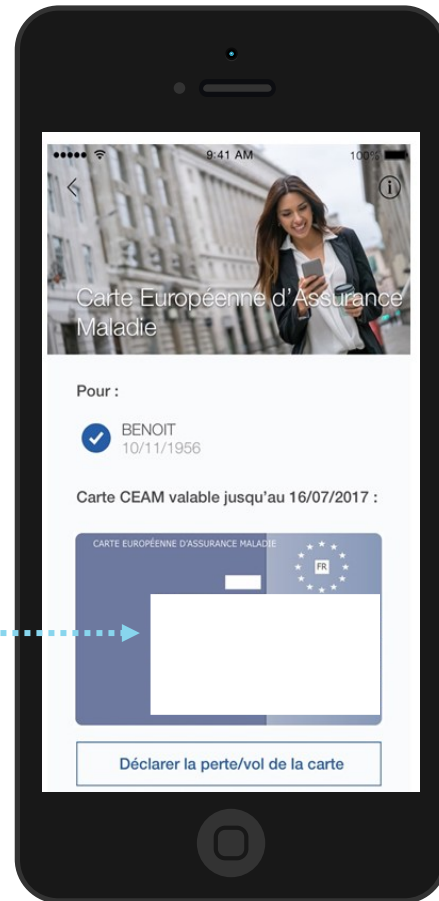 9:41 AM
100%
Carte Européenne d'Assurance
Maladie
Pour :
BENOIT
10/11/1956
Carte CEAM valable jusqu'au 16/07/2017 :
CARTE EUROPÉENNE D'ASSURANCE MALADIE
FR
Déclarer la perte/vol de la carte